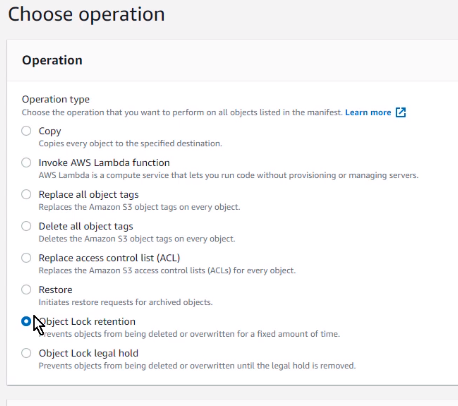 Choose operation
Operation
Operation type
Choose the operation that you want to perform on all objects listed in the manifest. Learn more
Copy
Copies every object to the specified destination.
Invoke AWS Lambda function
AWS Lambda is a compute service that lets you run code without provisioning or managing servers.
Replace all object tags
Replaces the Amazon S3 object tags on every object.
Delete all object tags
Deletes the Amazon S3 object tags on every object.
Replace access control list (ACL)
Replaces the Amazon S3 access control lists (ACLs) for every object.
Restore
Initiates restore requests for archived objects.
Object Lock retention
Prevents objects from being deleted or overwritten for a fixed amount of time.
Object Lock legal hold
Prevents objects from being deleted or overwritten until the legal hold is removed.